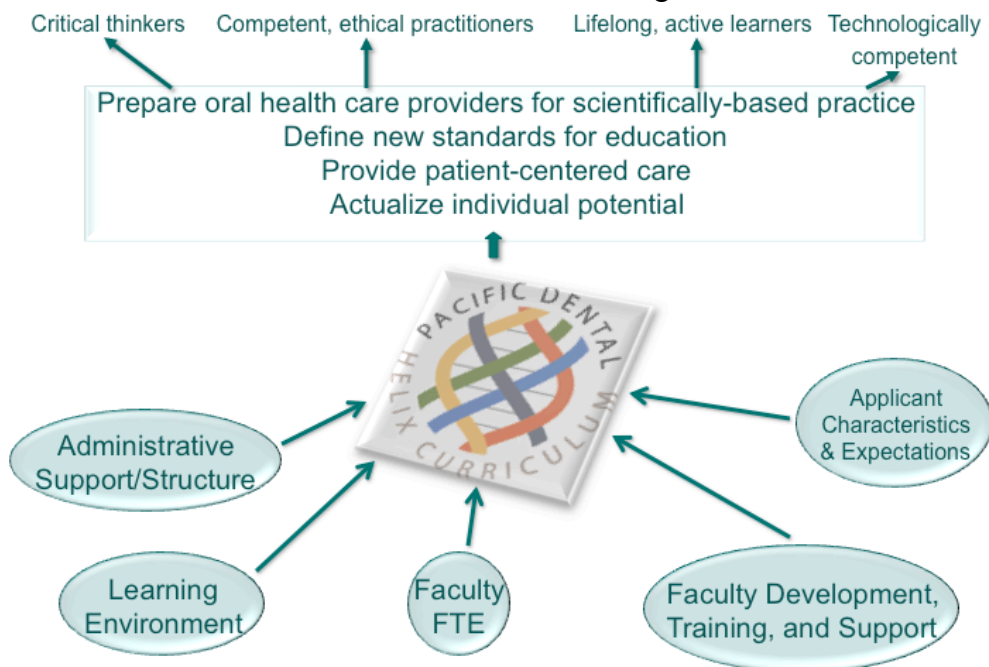 Critical thinkers
Competent, ethical practitioners
Lifelong, active learners
Technologically
competent
Prepare oral health care providers for scientifically-based practice
Define new standards for education
Provide patient-centered care
Actualize individual potential
PACIFIC DENTAL
HELIX CURRICULUM
Administrative
Support/Structure
Applicant
Characteristics
& Expectations
Learning
Environment
Faculty
FTE
Faculty Development,
Training, and Support